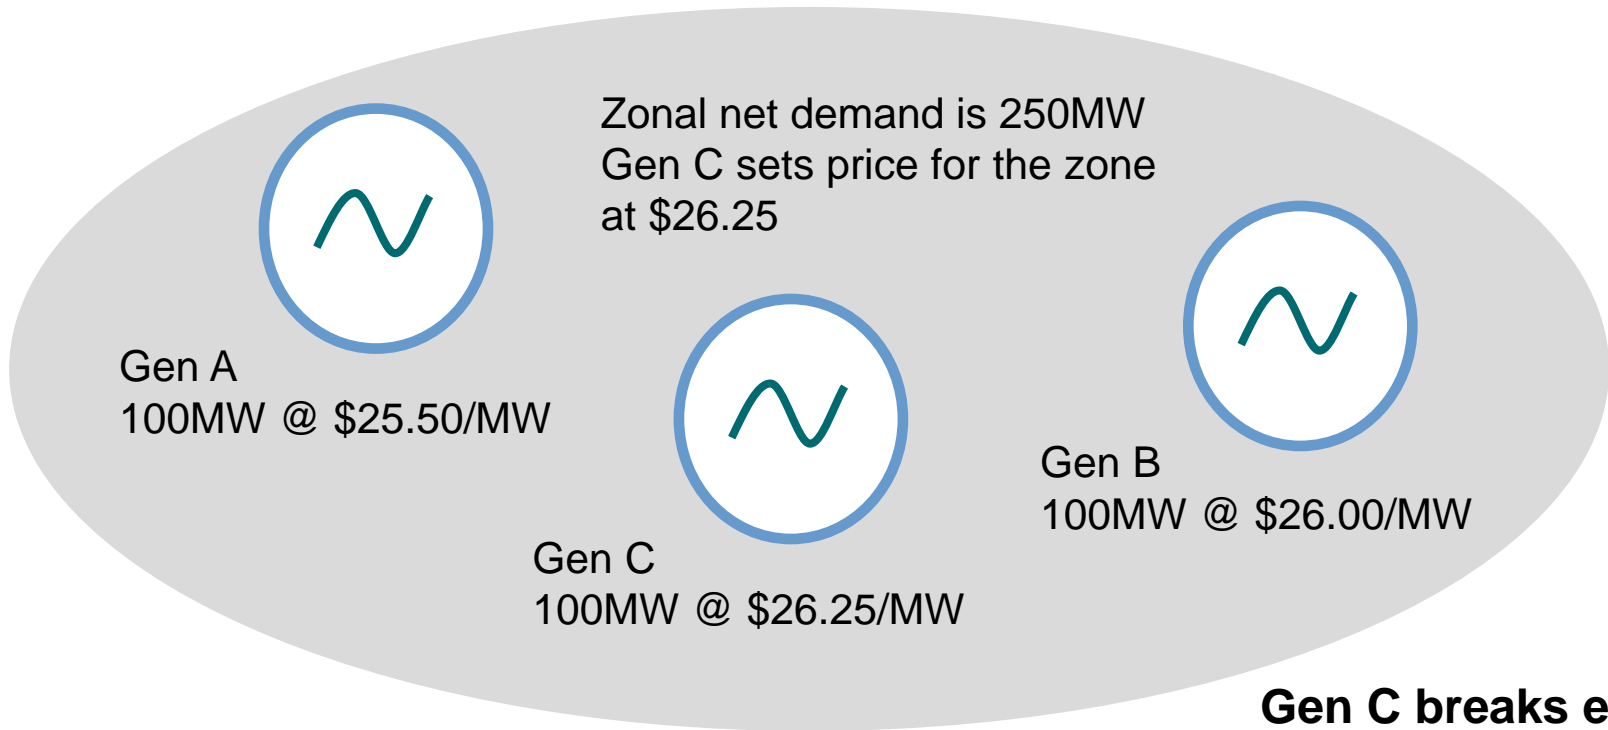 Zonal net demand is 250MW
Gen C sets price for the zone
at $26.25
Gen A
100MW @ $25.50/MW
Gen B
100MW @ $26.00/MW
Gen C
100MW @ $26.25/MW
Gen C breaks e